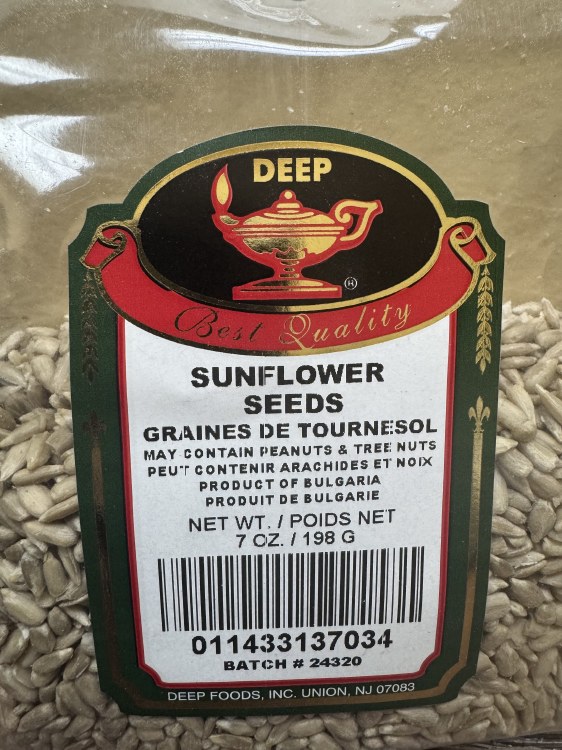 DEEP
Best Quality
SUNFLOWER
SEEDS
GRAINES DE TOURNESOL
MAY CONTAIN PEANUTS & TREE NUTS
PEUT CONTENIR ARACHIDES ET NOIX
PRODUCT OF BULGARIA
PRODUIT DE BULGARIE
NET WT. / POIDS NET
7 OZ. / 198 G
011433137034
BATCH # 24320
DEEP FOODS, INC. UNION, NJ 07083